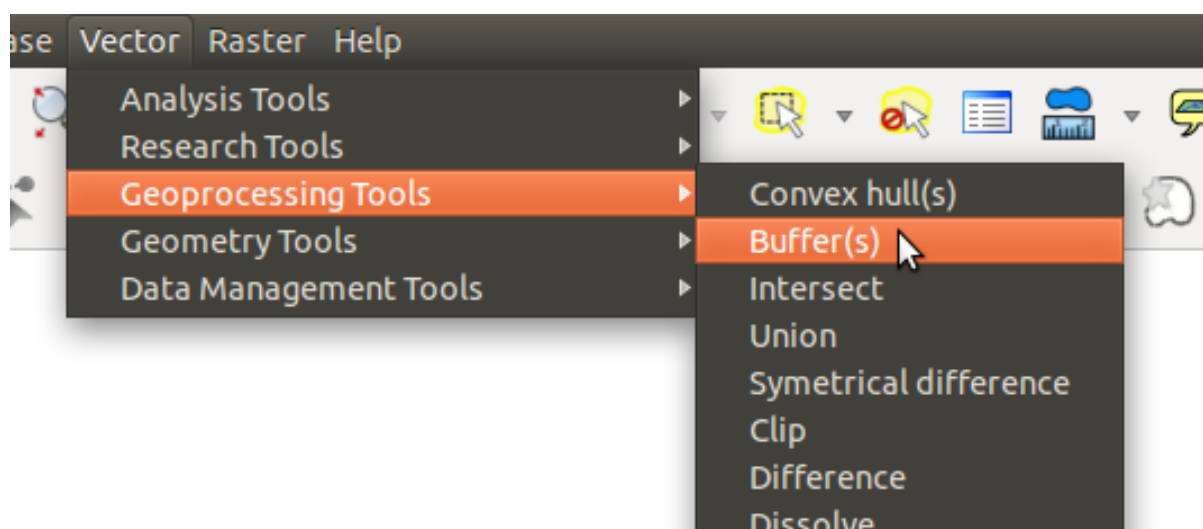 Vector Raster Help
Analysis Tools
Research Tools
Geoprocessing Tools
Geometry Tools
Data Management Tools
Convex hull(s)
Buffer(s)
Intersect
Union
Symetrical difference
Clip
Difference
Dissolve